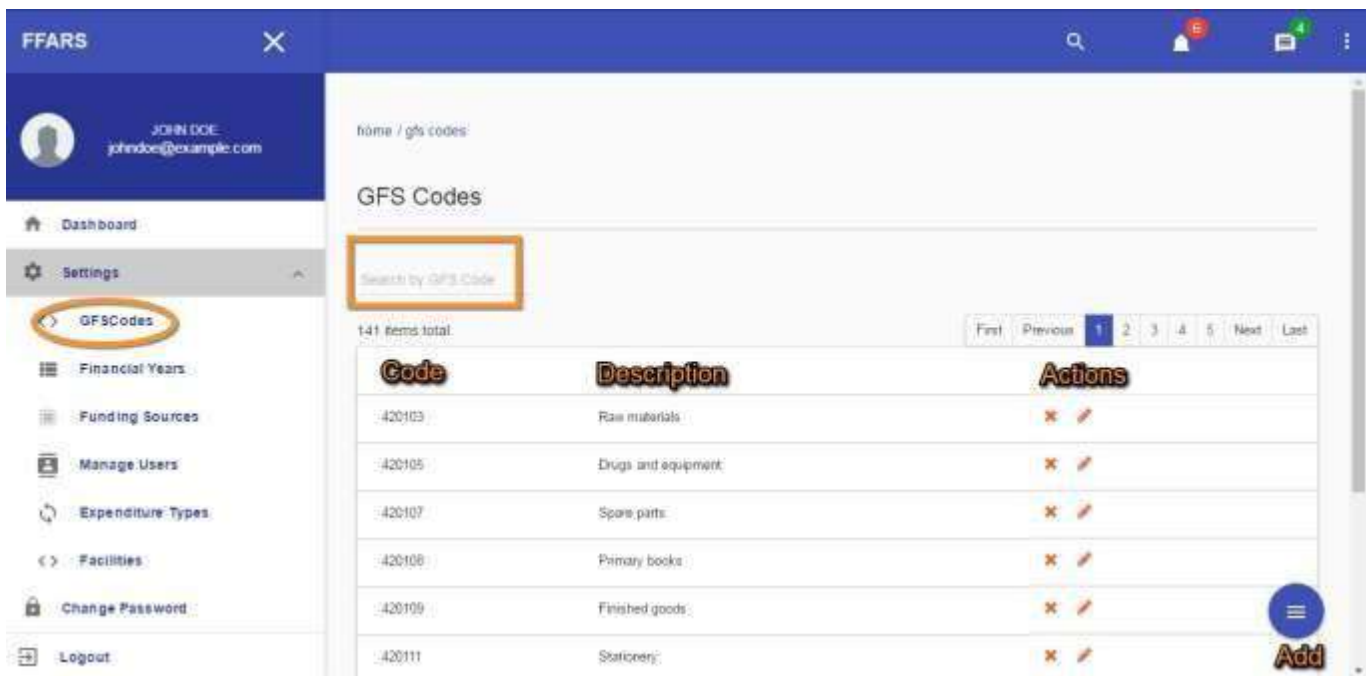 FFARS
6
4
JOHN DOE
johndoe@example.com
Dashboard
Settings
GFSCodes
Financial Years
Funding Sources
Manage Users
Expenditure Types
Facilities
Change Password
Logout
home / gfs codes
GFS Codes
Search by GFS Code
141 items total
First Previous 1 2 3 4 5 Next Last
Code Description Actions
420103 Raw materials
420105 Drugs and equipment
420107 Spare parts
420108 Primary books
420109 Finished goods
420111 Stationery
Add